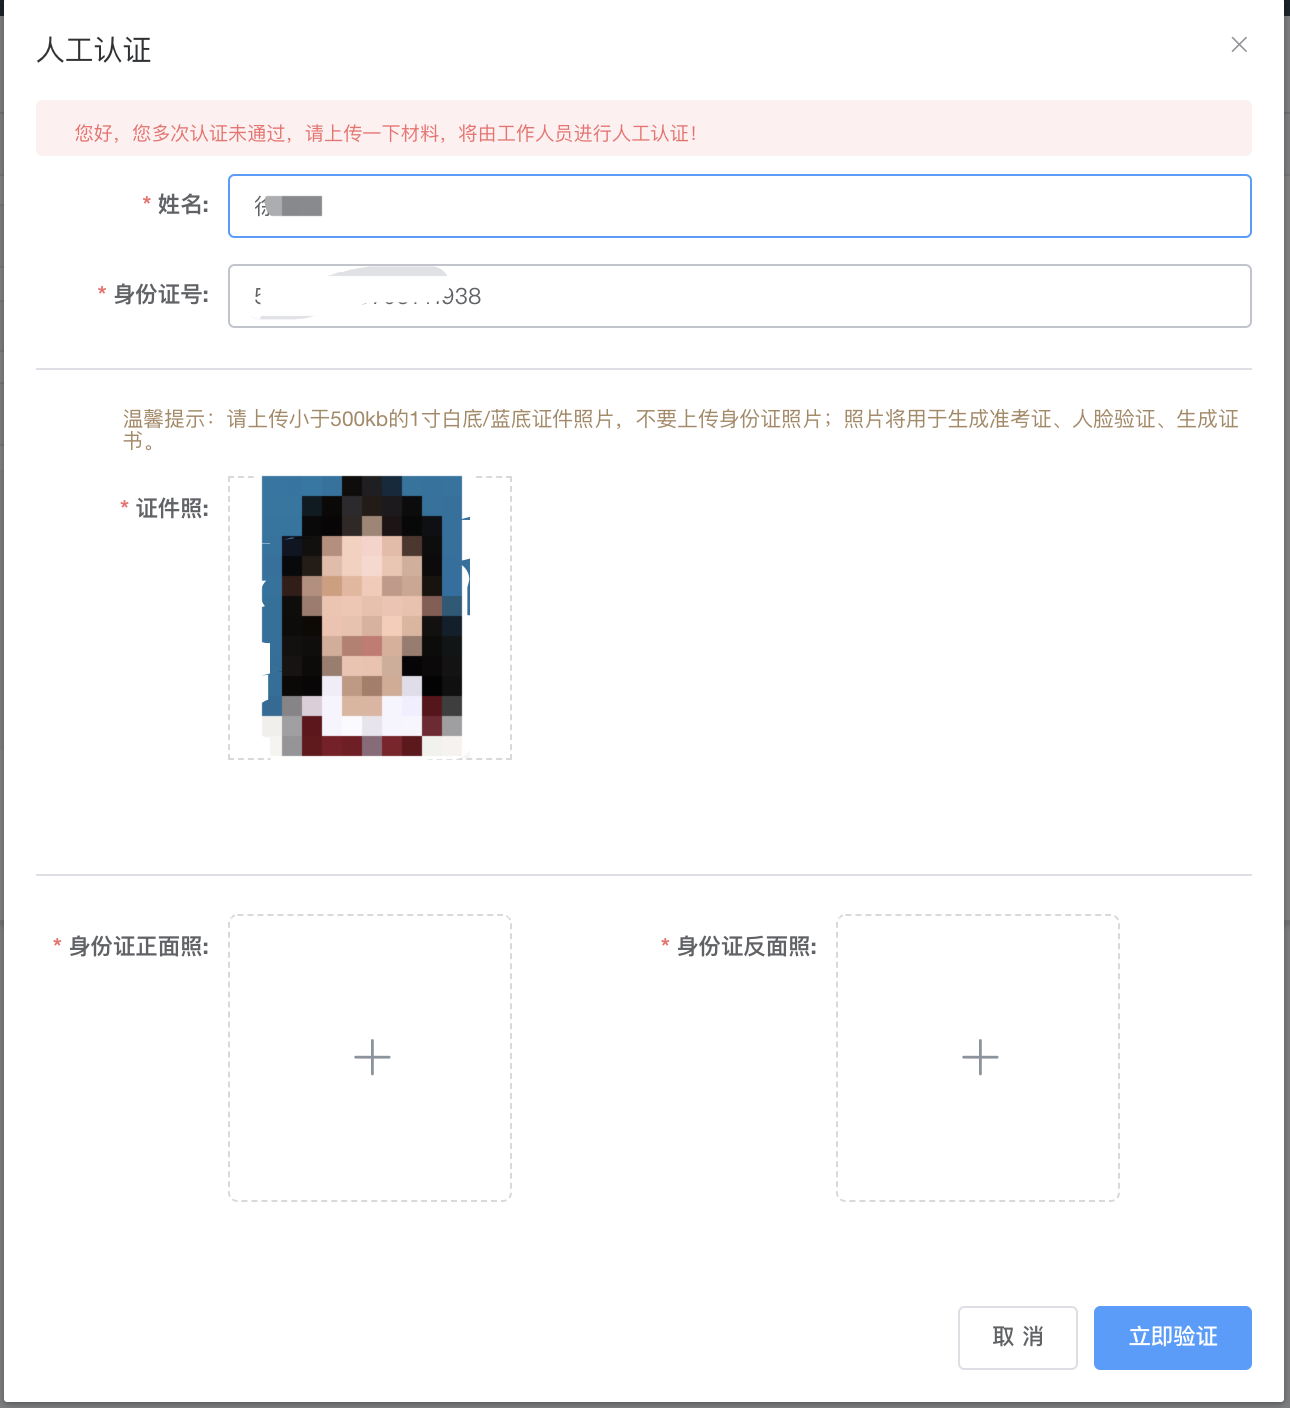 人工认证
您好，您多次认证未通过，请上传一下材料，将由工作人员进行人工认证！
* 姓名:
徐
* 身份证号:
938
温馨提示：请上传小于500kb的1寸白底/蓝底证件照片，不要上传身份证照片；照片将用于生成准考证、人脸验证、生成证
书。
* 证件照:
* 身份证正面照:
* 身份证反面照:
取 消
立即验证